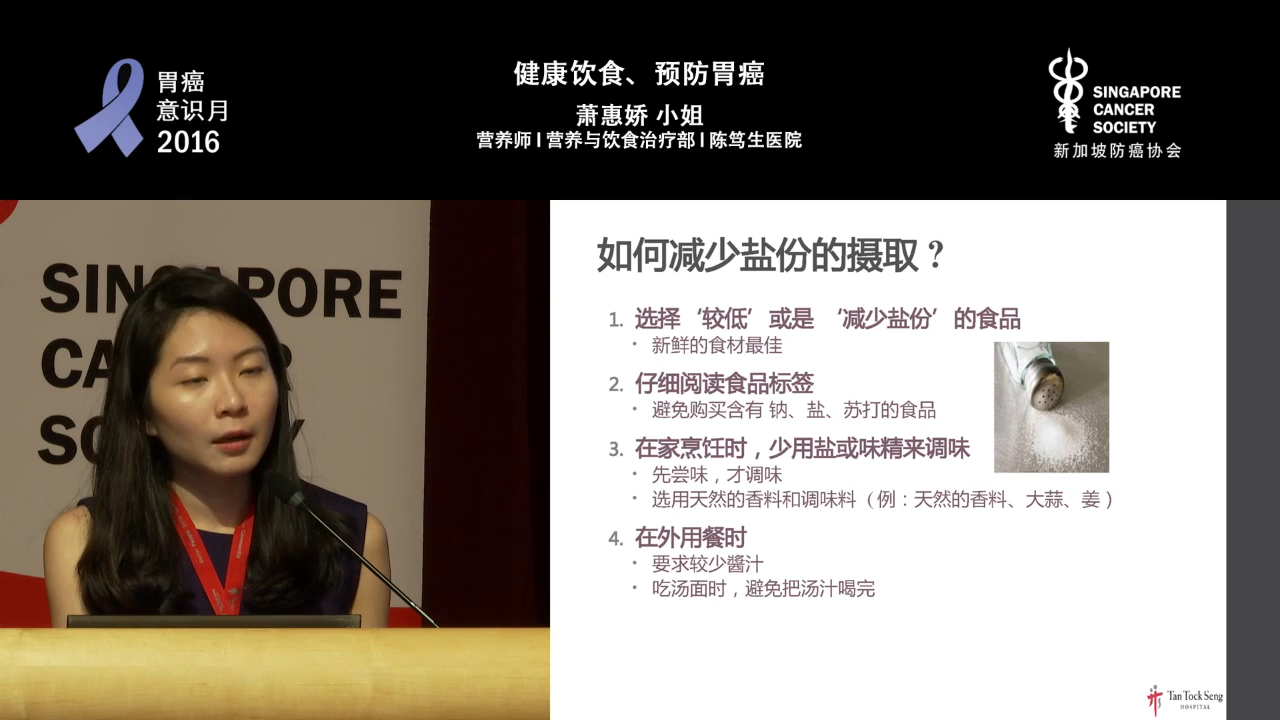 胃癌
意识月
2016
健康饮食、预防胃癌
萧惠娇 小姐
营养师 I 营养与饮食治疗部 I 陈笃生医院
SINGAPORE
CANCER
SOCIETY
新加坡防癌协会
如何减少盐份的摄取？
1. 选择 ‘较低’ 或是 ‘减少盐份’ 的食品
• 新鲜的食材最佳
2. 仔细阅读食品标签
• 避免购买含有 钠、盐、苏打的食品
3. 在家烹饪时，少用盐或味精来调味
• 先尝味，才调味
• 选用天然的香料和调味料（例：天然的香料、大蒜、姜）
4. 在外用餐时
• 要求较少醬汁
• 吃汤面时，避免把汤汁喝完
Tan Tock Seng
HOSPITAL